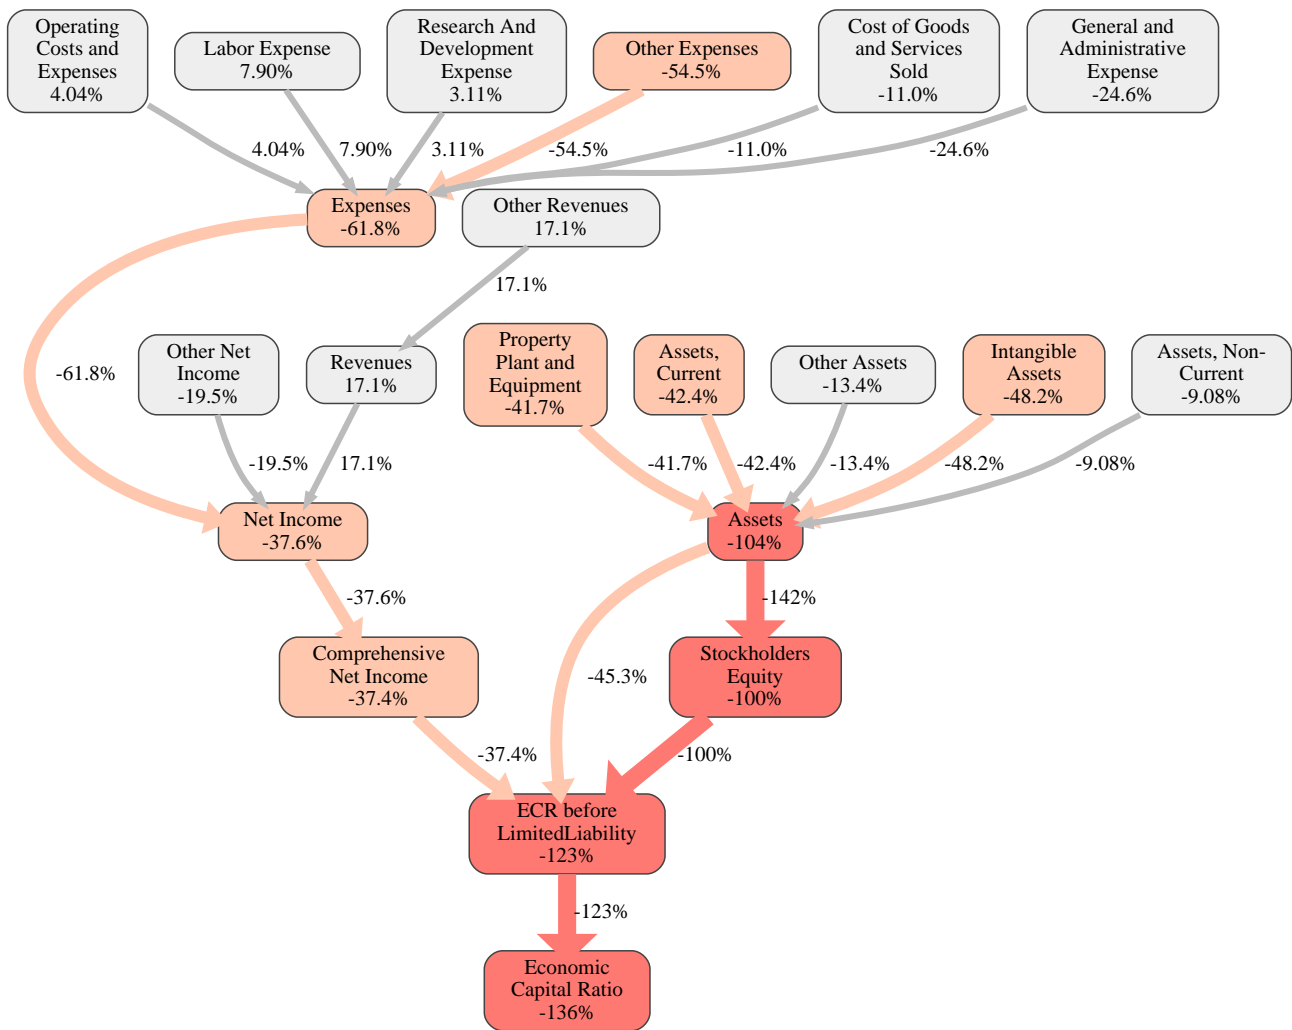 Operating
Costs and
Expenses
4.04%
Labor Expense
7.90%
Research And
Development
Expense
3.11%
Other Expenses
-54.5%
Cost of Goods
and Services
Sold
-11.0%
General and
Administrative
Expense
-24.6%
4.04%
7.90%
3.11%
-54.5%
-11.0%
-24.6%
Expenses
-61.8%
Other Revenues
17.1%
17.1%
-61.8%
Other Net
Income
-19.5%
Revenues
17.1%
Property
Plant and
Equipment
-41.7%
Assets,
Current
-42.4%
Other Assets
-13.4%
Intangible
Assets
-48.2%
Assets, Non-
Current
-9.08%
-19.5%
17.1%
-41.7%
-42.4%
-13.4%
-48.2%
-9.08%
Net Income
-37.6%
Assets
-104%
-37.6%
-142%
Comprehensive
Net Income
-37.4%
-45.3%
Stockholders
Equity
-100%
-37.4%
-100%
ECR before
LimitedLiability
-123%
-123%
Economic
Capital Ratio
-136%